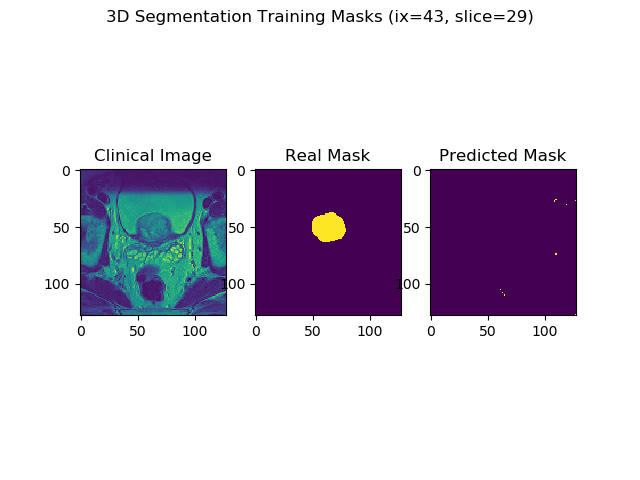 3D Segmentation Training Masks (ix=43, slice=29)
Clinical Image Real Mask Predicted Mask
0 0 0
50 50 50
100 100 100
0 50 100 0 50 100 0 50 100